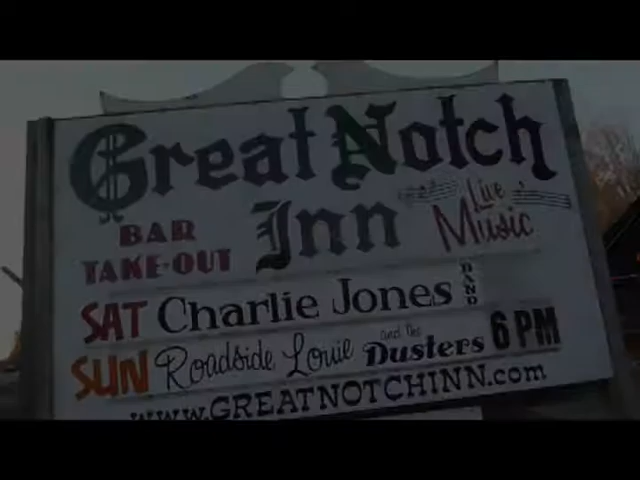 Great Notch
Inn
BAR
TAKE-OUT
Live
Music
SAT Charlie Jones BAND
SUN Roadside Louie and The Dusters 6 PM
www.GREATNOTCHINN.com